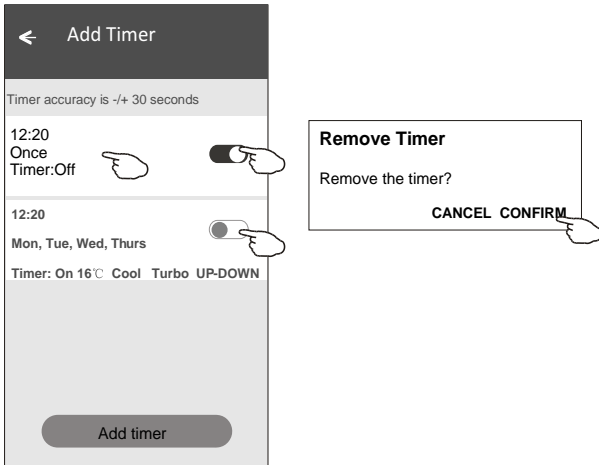 Add Timer
Timer accuracy is -/+ 30 seconds
12:20
Once
Timer:Off
12:20
Mon, Tue, Wed, Thurs
Timer: On 16℃ Cool Turbo UP-DOWN
Add timer
Remove Timer
Remove the timer?
CANCEL CONFIRM